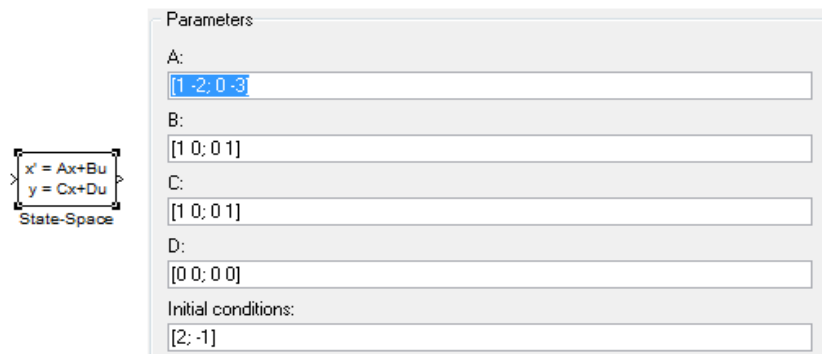 Parameters
A:
[1 -2; 0 -3]
B:
[1 0; 0 1]
C:
[1 0; 0 1]
D:
[0 0; 0 0]
Initial conditions:
[2; -1]
x' = Ax+Bu
y = Cx+Du
State-Space